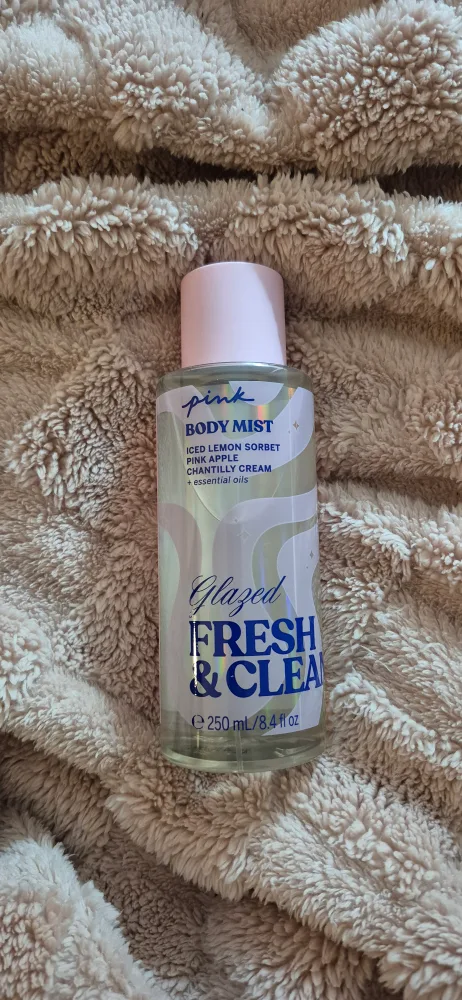 pink
BODY MIST
ICED LEMON SORBET
PINK APPLE
CHANTILLY CREAM
+ essential oils
Glazed
FRESH
& CLEA
℮ 250 mL/8.4 fl oz